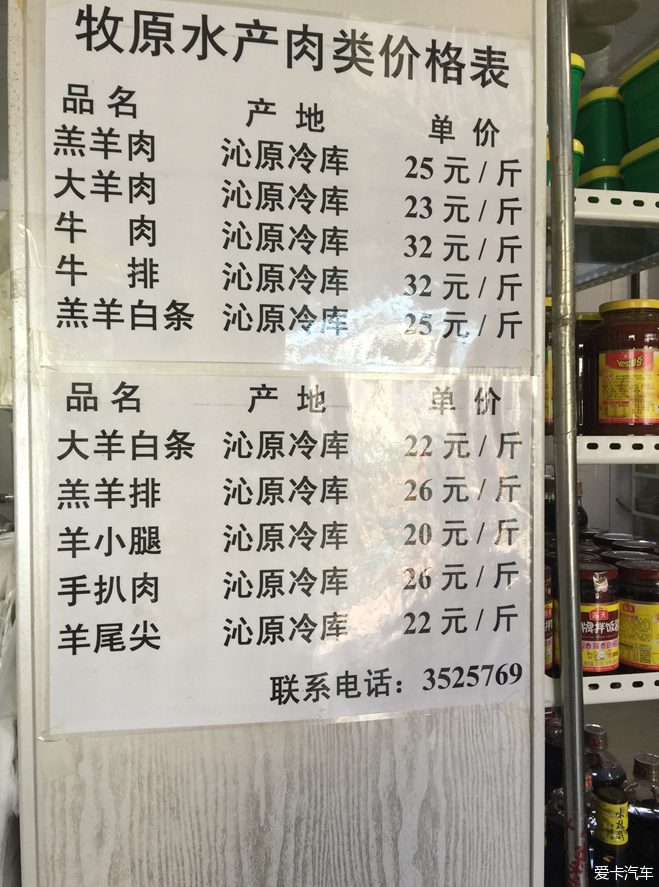 牧原水产肉类价格表
品名 产地 单价
羔羊肉 沁原冷库 25元/斤
大羊肉 沁原冷库 23元/斤
牛 肉 沁原冷库 32元/斤
牛 排 沁原冷库 32元/斤
羔羊白条 沁原冷库 25元/斤
品名 产地 单价
大羊白条 沁原冷库 22元/斤
羔羊排 沁原冷库 26元/斤
羊小腿 沁原冷库 20元/斤
手扒肉 沁原冷库 26元/斤
羊尾尖 沁原冷库 22元/斤
联系电话：3525769
拌饭
爱卡汽车